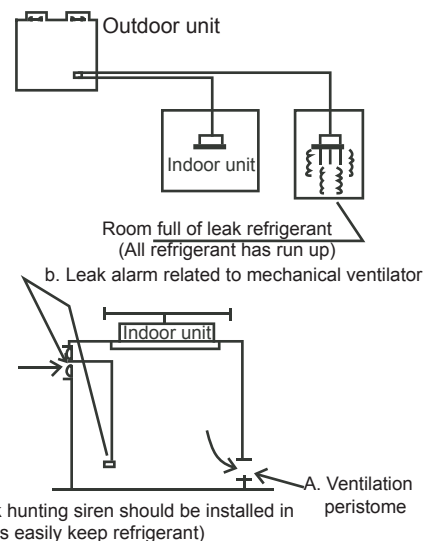 Outdoor unit
Indoor unit
Room full of leak refrigerant
(All refrigerant has run up)
b. Leak alarm related to mechanical ventilator
Indoor unit
A. Ventilation
peristome
hunting siren should be installed in
easily keep refrigerant)